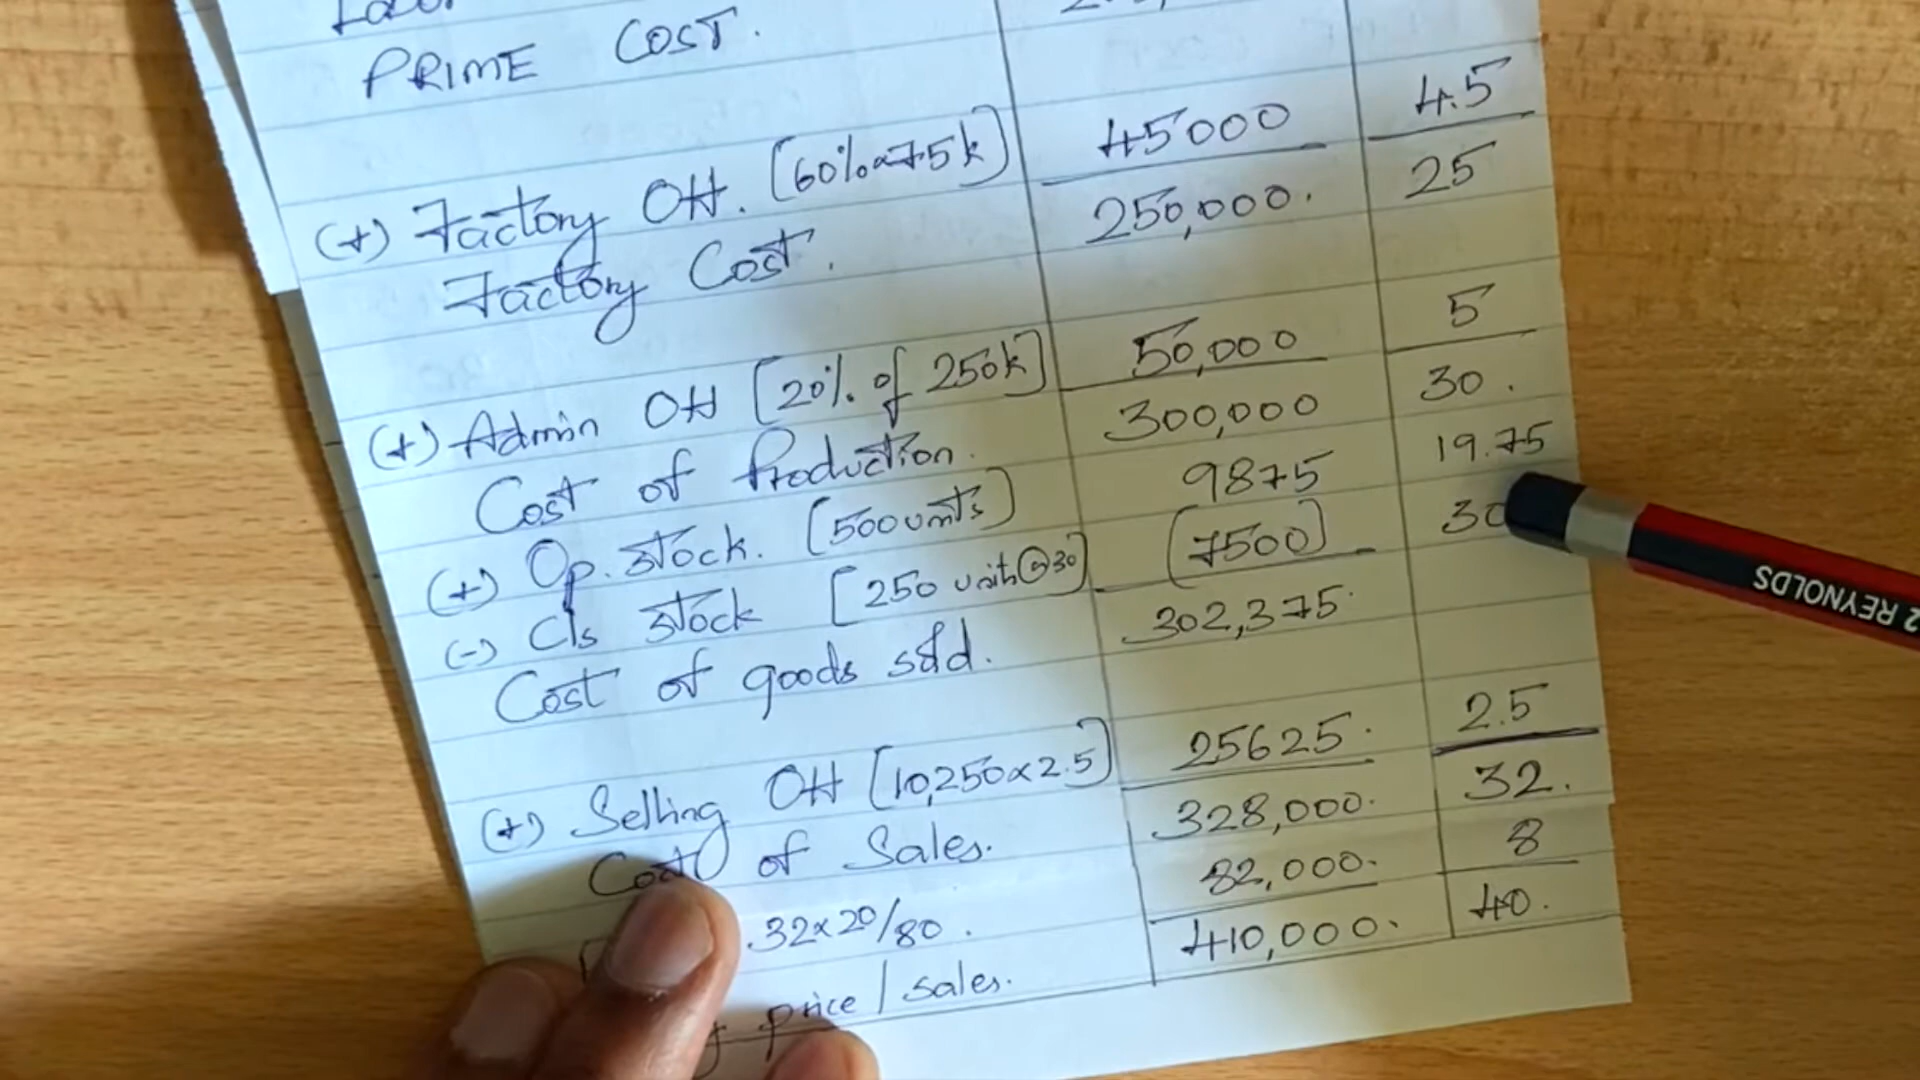 PRIME COST.
(+) Factory OH. [60% x 75k] 45000 4.5
Factory Cost. 250,000. 25
(+) Admin OH [20% of 250k] 50,000 5
Cost of Production. 300,000 30.
(+) Op. stock. [500 units] 9875 19.75
(-) Cls stock [250 units @30] [7500] 30
Cost of goods sold. 302,375.
(+) Selling OH [10,250 x 2.5] 25625. 2.5
Cost of Sales. 328,000. 32.
.32 x 20/80. 82,000. 8
price / sales. 410,000. 40.
2 REYNOLDS